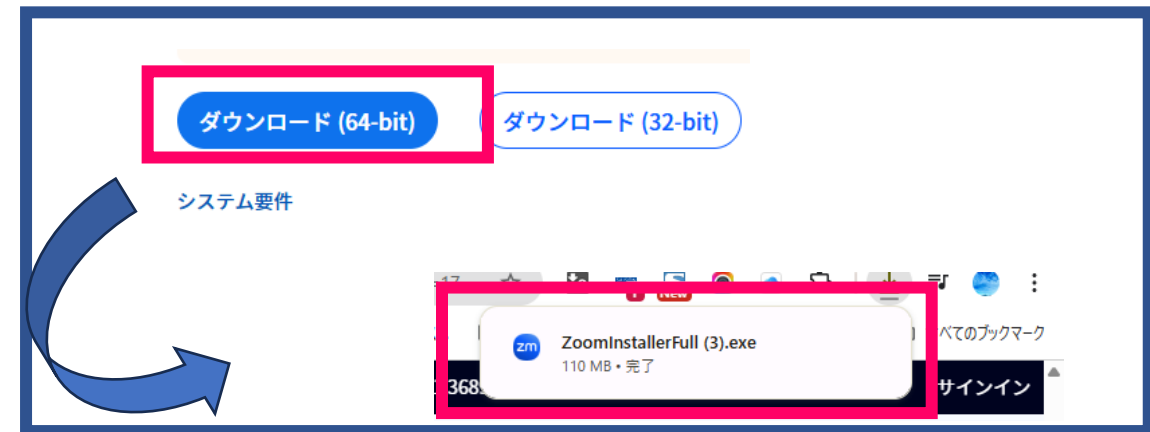 ダウンロード (64-bit)
ダウンロード (32-bit)
システム要件
New
zm
ZoomInstallerFull (3).exe
110 MB • 完了
べてのブックマーク
368
サインイン